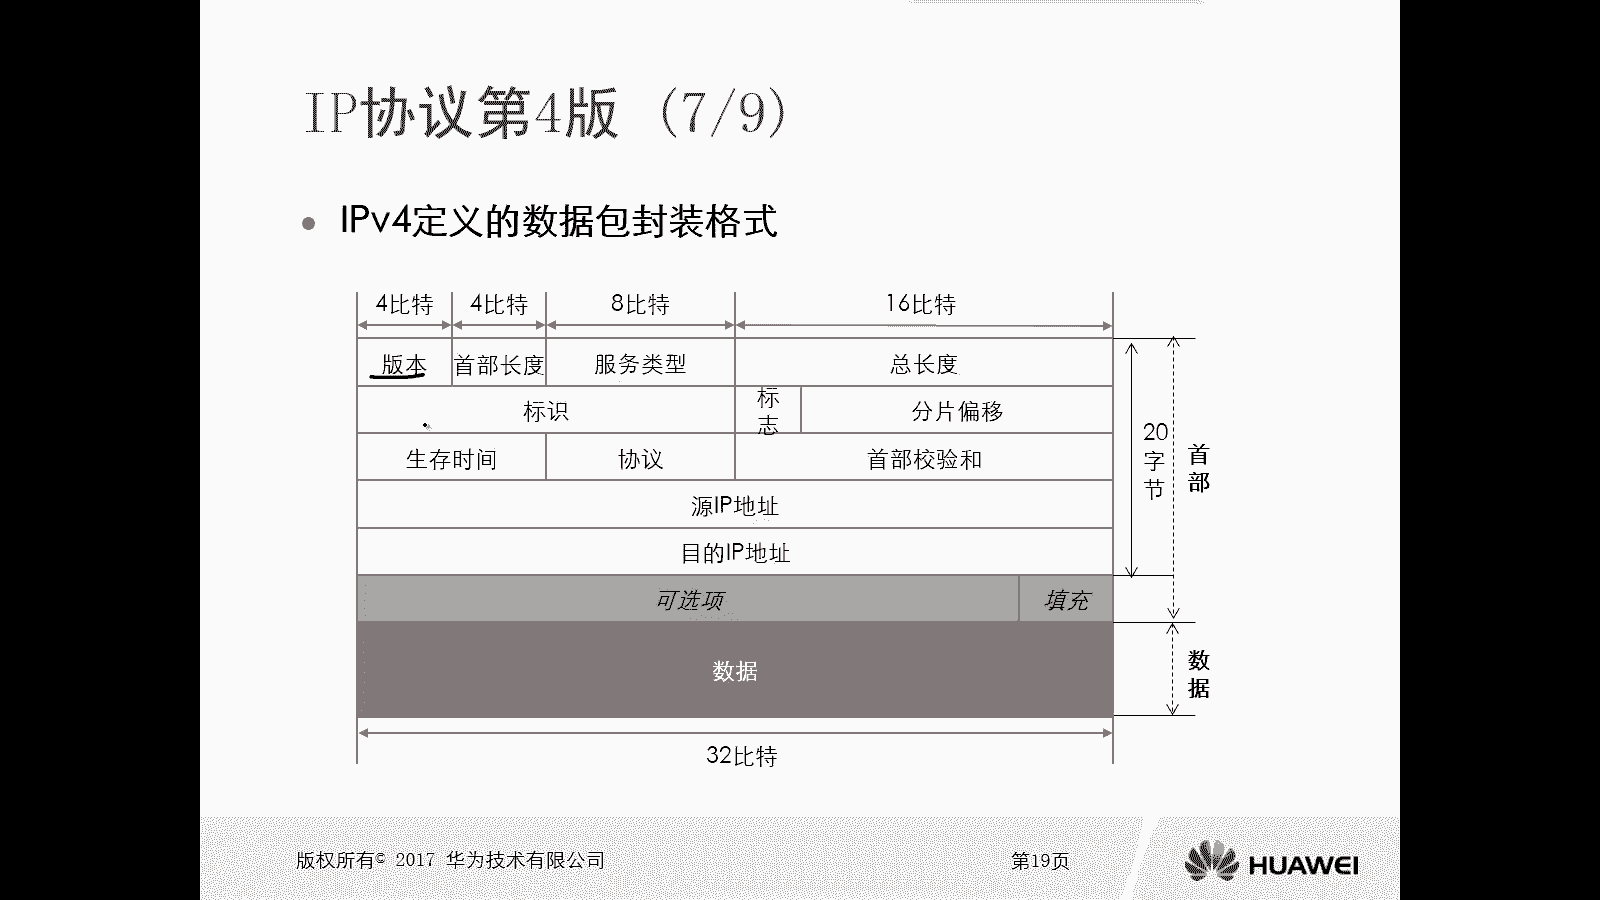 IP协议第4版 (7/9)
IPv4定义的数据包封装格式
4比特 4比特 8比特 16比特
版本 首部长度 服务类型 总长度
标识 标志 分片偏移
生存时间 协议 首部校验和
源IP地址
目的IP地址
可选项 填充
数据
20字节
首部
数据
32比特
版权所有© 2017 华为技术有限公司
第19页
HUAWEI